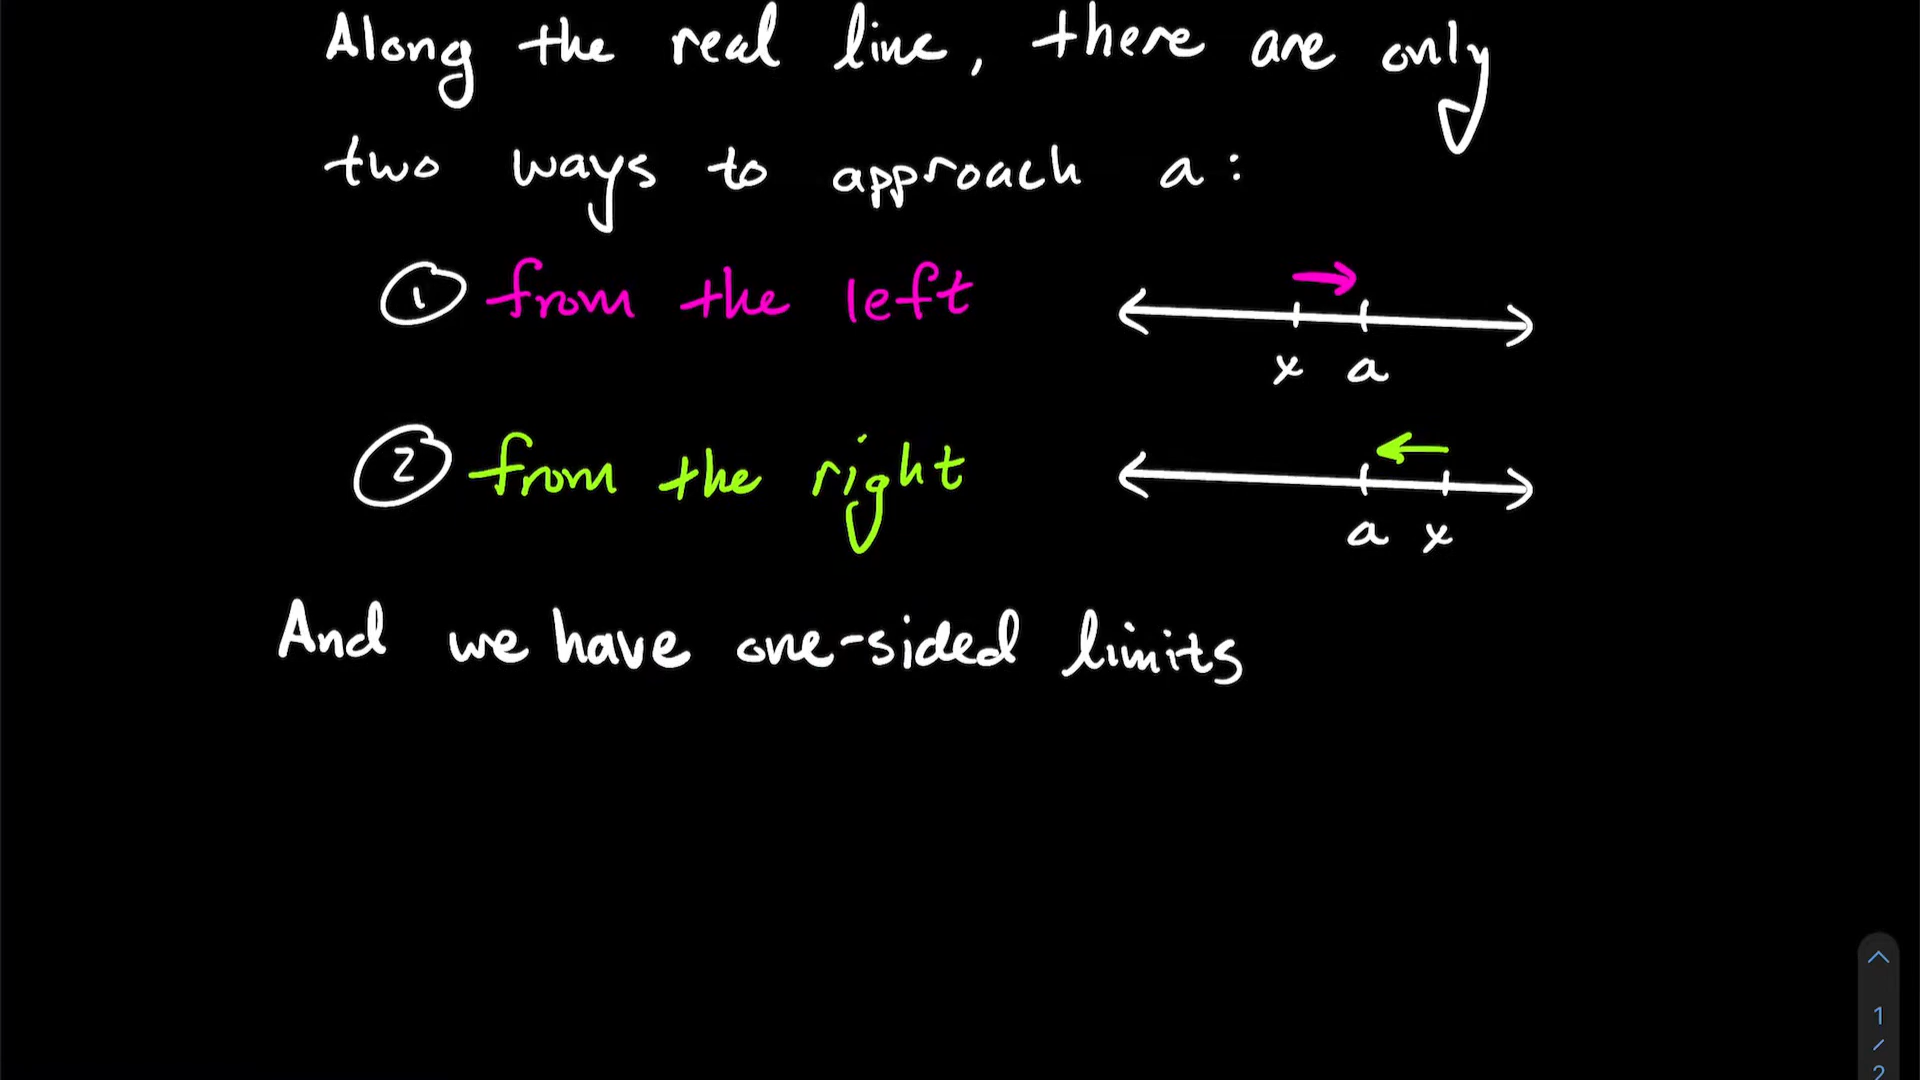 Along the real line, there are only
two ways to approach a:
① from the left
x a
② from the right
a x
And we have one-sided limits
1
/
2